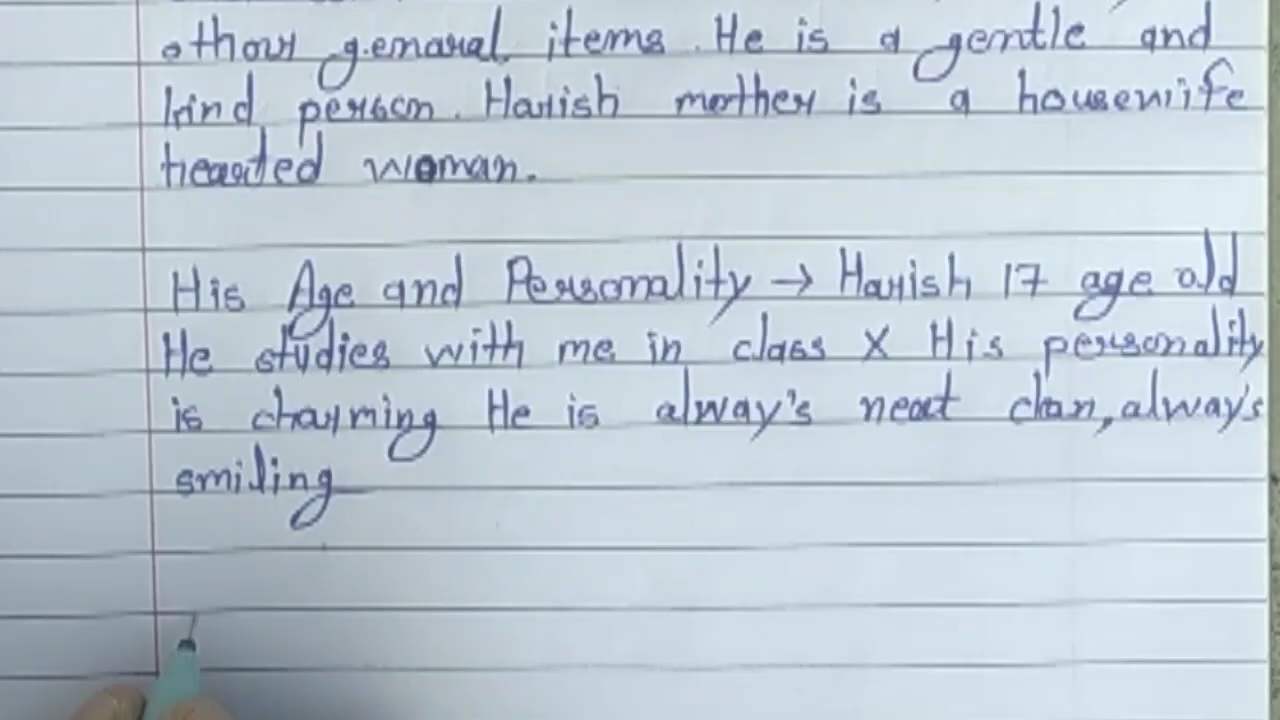 othour genaral items. He is a gentle and
kind person. Harish mother is a housewife
hearted woman.
His Age and Personality → Harish 17 age old
He studies with me in class X His personality
is charming He is alway's neat clan, alway's
smiling